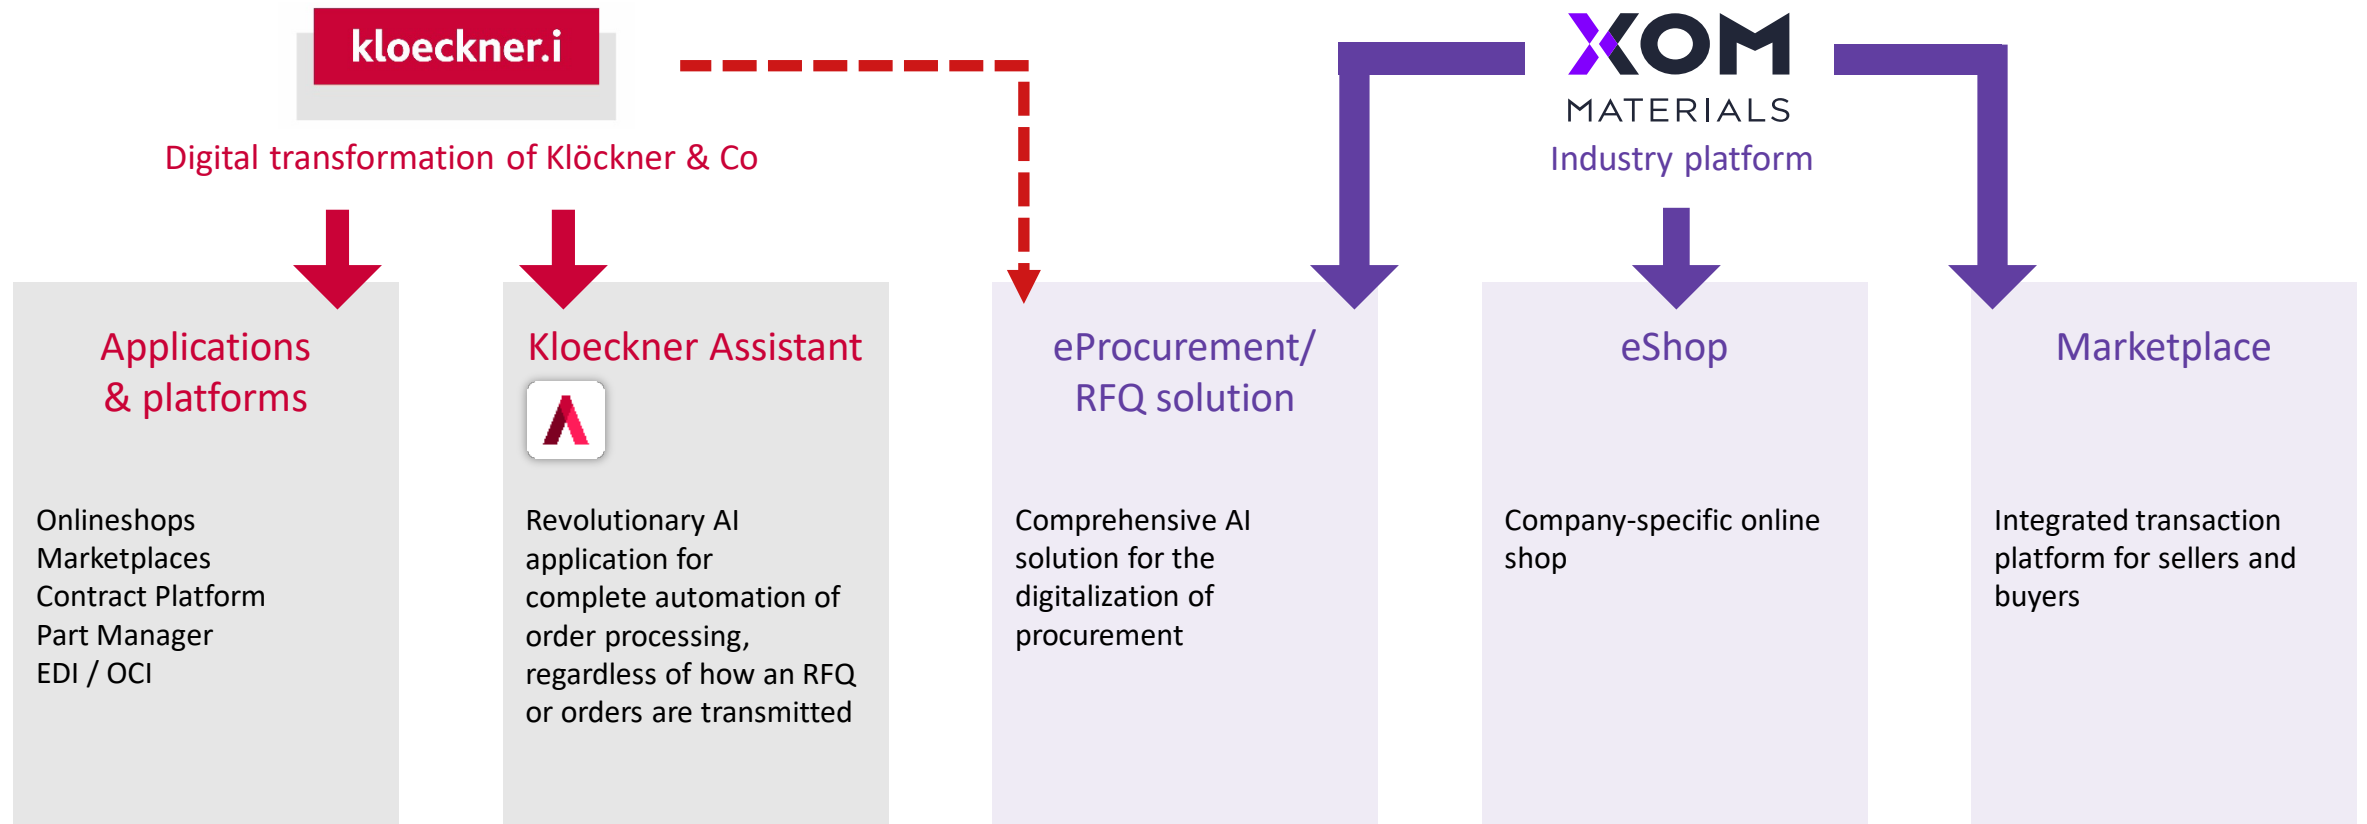 kloeckner.i
XOM
MATERIALS
Digital transformation of Klöckner & Co
Industry platform
Applications
& platforms
Onlineshops
Marketplaces
Contract Platform
Part Manager
EDI / OCI
Kloeckner Assistant
Revolutionary AI
application for
complete automation of
order processing,
regardless of how an RFQ
or orders are transmitted
eProcurement/
RFQ solution
Comprehensive AI
solution for the
digitalization of
procurement
eShop
Company-specific online
shop
Marketplace
Integrated transaction
platform for sellers and
buyers